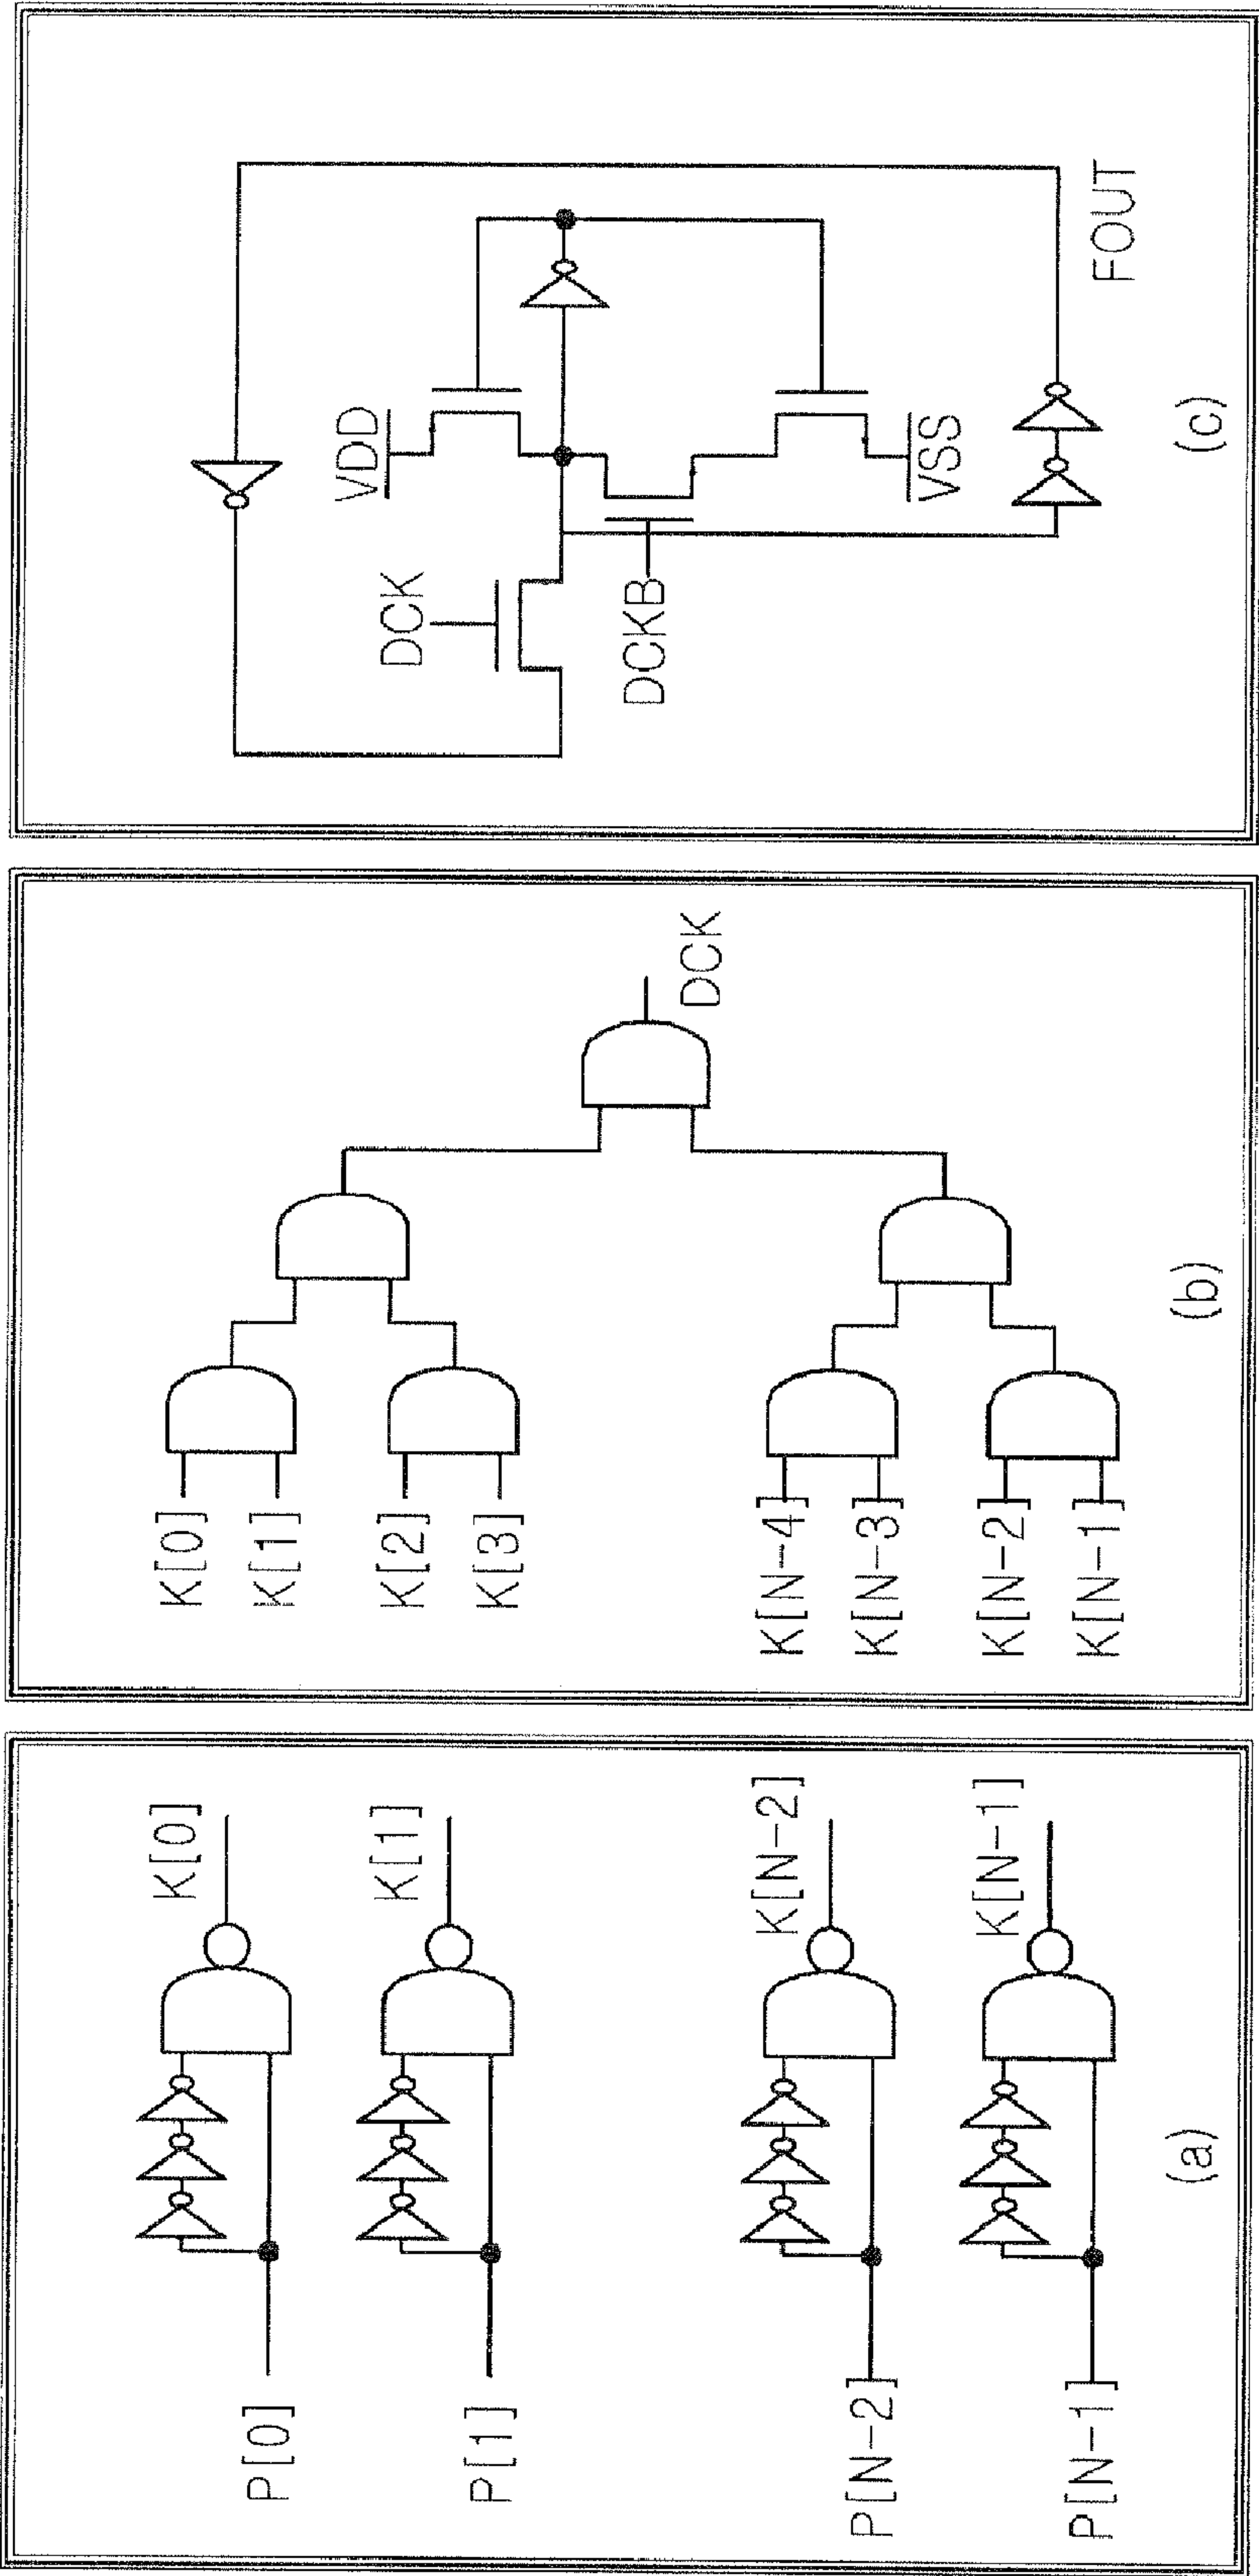 P[0]
K[0]
P[1]
K[1]
P[N-2]
K[N-2]
P[N-1]
K[N-1]
(a)
K[0]
K[1]
K[2]
K[3]
K[N-4]
K[N-3]
K[N-2]
K[N-1]
DCK
(b)
DCK
VDD
DCKB
VSS
FOUT
(c)